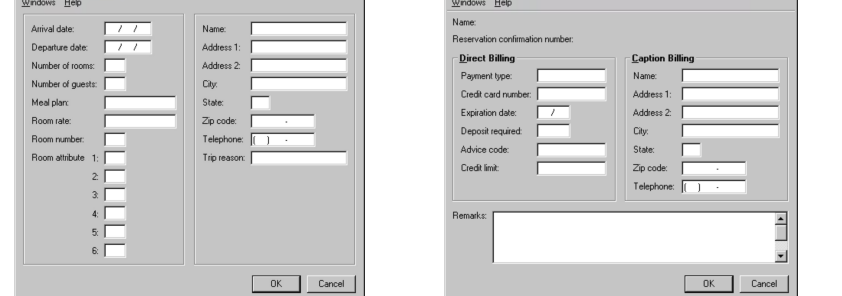 Windows Help
Arrival date: / /
Departure date: / /
Number of rooms:
Number of guests:
Meal plan:
Room rate:
Room number:
Room attribute 1:
2:
3:
4:
5:
6:
Name:
Address 1:
Address 2:
City:
State:
Zip code: -
Telephone: ( ) -
Trip reason:
OK Cancel
Windows Help
Name:
Reservation confirmation number:
Direct Billing
Payment type:
Credit card number:
Expiration date: /
Deposit required:
Advice code:
Credit limit:
Caption Billing
Name:
Address 1:
Address 2:
City:
State:
Zip code: -
Telephone: ( ) -
Remarks:
OK Cancel